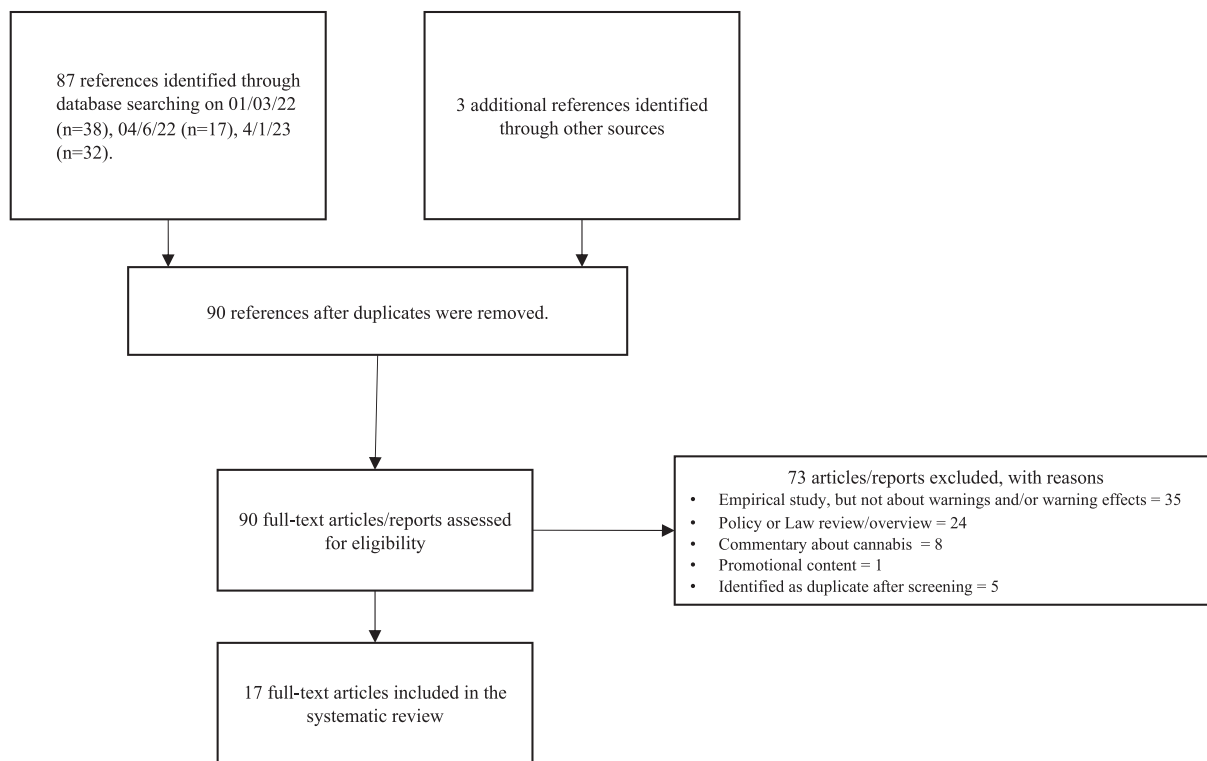 87 references identified through
database searching on 01/03/22
(n=38), 04/6/22 (n=17), 4/1/23
(n=32).
3 additional references identified
through other sources
90 references after duplicates were removed.
90 full-text articles/reports assessed
for eligibility
73 articles/reports excluded, with reasons
• Empirical study, but not about warnings and/or warning effects = 35
• Policy or Law review/overview = 24
• Commentary about cannabis = 8
• Promotional content = 1
• Identified as duplicate after screening = 5
17 full-text articles included in the
systematic review